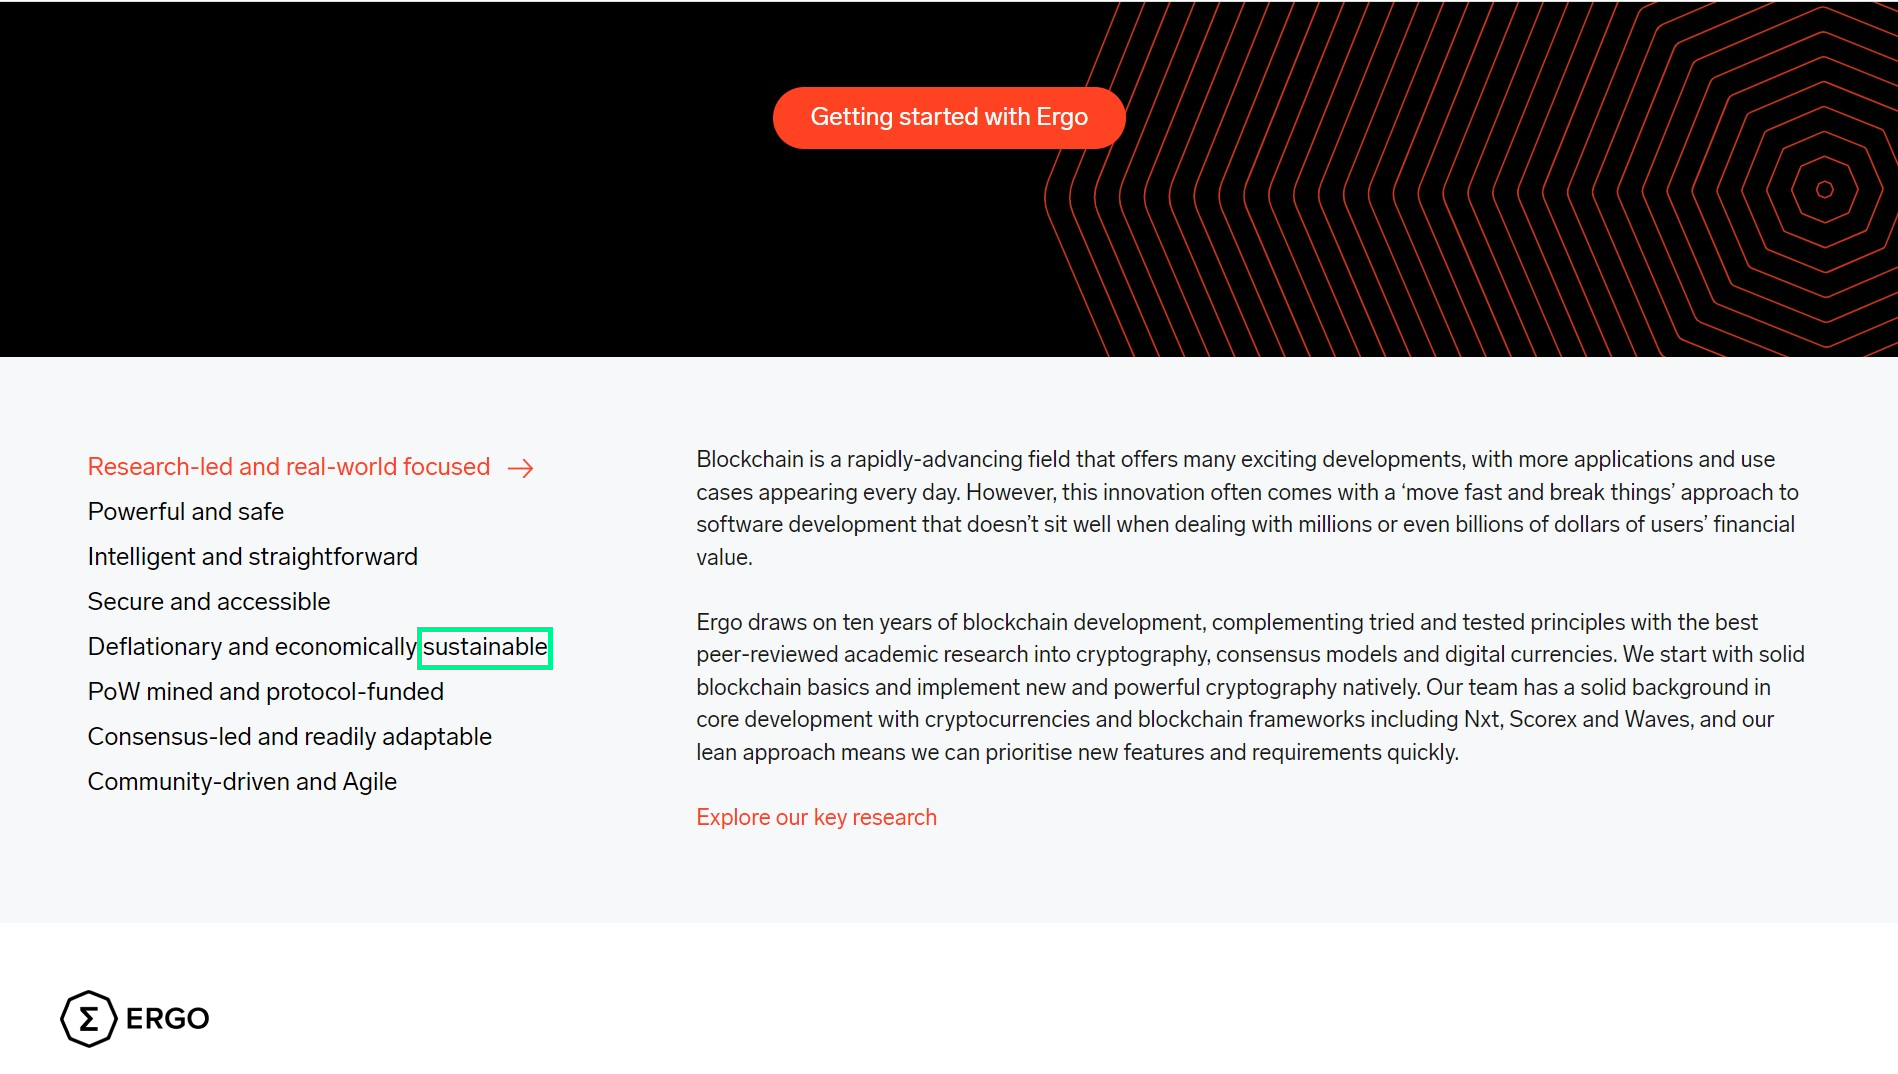 Getting started with Ergo
Research-led and real-world focused
Powerful and safe
Intelligent and straightforward
Secure and accessible
Deflationary and economically sustainable
PoW mined and protocol-funded
Consensus-led and readily adaptable
Community-driven and Agile
Blockchain is a rapidly-advancing field that offers many exciting developments, with more applications and use
cases appearing every day. However, this innovation often comes with a ‘move fast and break things’ approach to
software development that doesn’t sit well when dealing with millions or even billions of dollars of users’ financial
value.
Ergo draws on ten years of blockchain development, complementing tried and tested principles with the best
peer-reviewed academic research into cryptography, consensus models and digital currencies. We start with solid
blockchain basics and implement new and powerful cryptography natively. Our team has a solid background in
core development with cryptocurrencies and blockchain frameworks including Nxt, Scorex and Waves, and our
lean approach means we can prioritise new features and requirements quickly.
Explore our key research
Σ ERGO